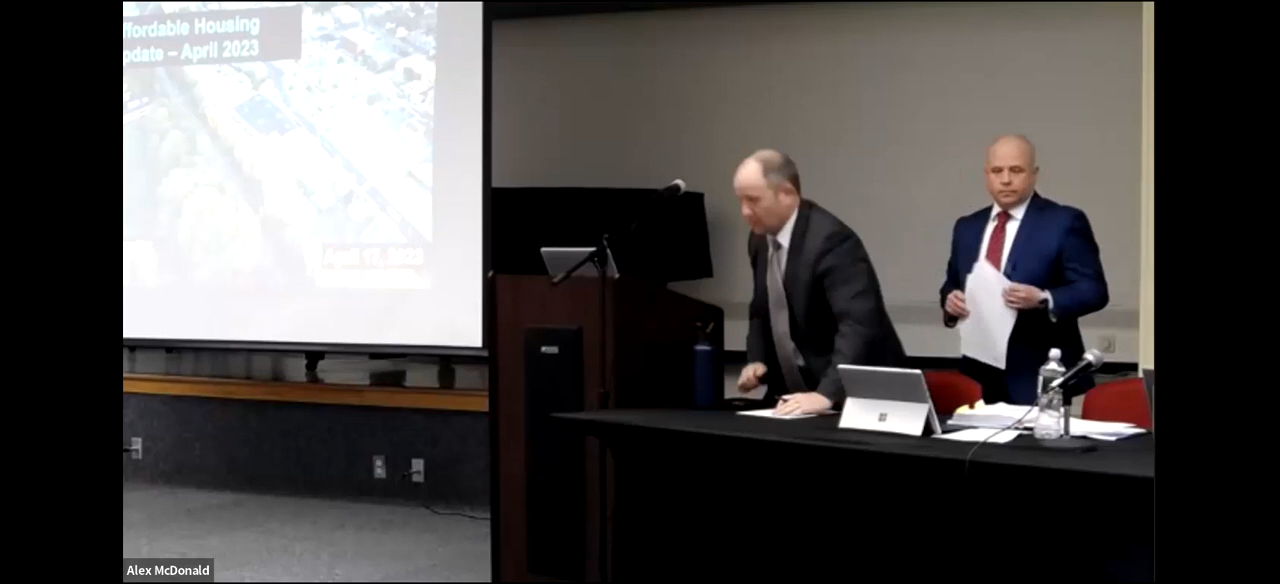 ffordable Housing
pdate – April 2023
April 17, 2023
Alex McDonald